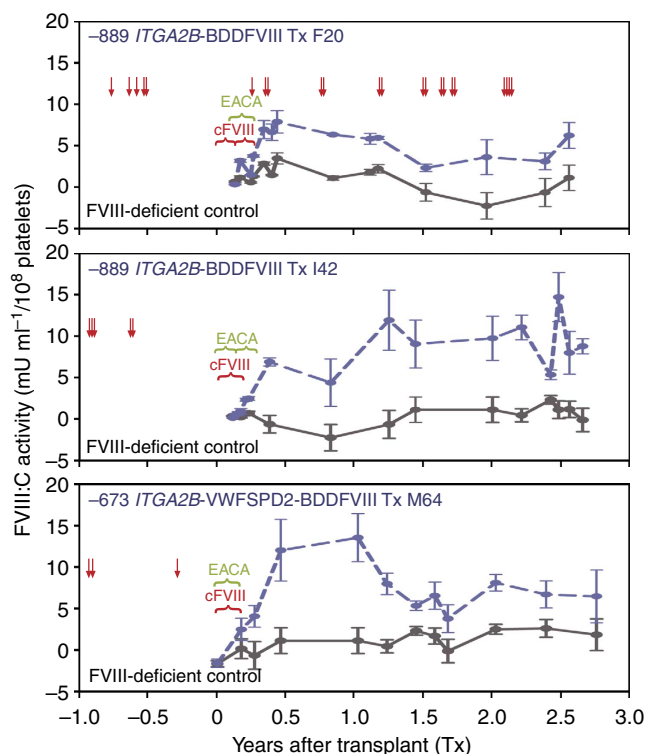 FVIII:C activity (mU ml⁻¹/10⁸ platelets)
–889 ITGA2B-BDDFVIII Tx F20
20
15
10
5
0
–5
EACA
cFVIII
FVIII-deficient control
–889 ITGA2B-BDDFVIII Tx I42
20
15
10
5
0
–5
EACA
cFVIII
FVIII-deficient control
–673 ITGA2B-VWFSPD2-BDDFVIII Tx M64
20
15
10
5
0
–5
EACA
cFVIII
FVIII-deficient control
–1.0 –0.5 0 0.5 1.0 1.5 2.0 2.5 3.0
Years after transplant (Tx)